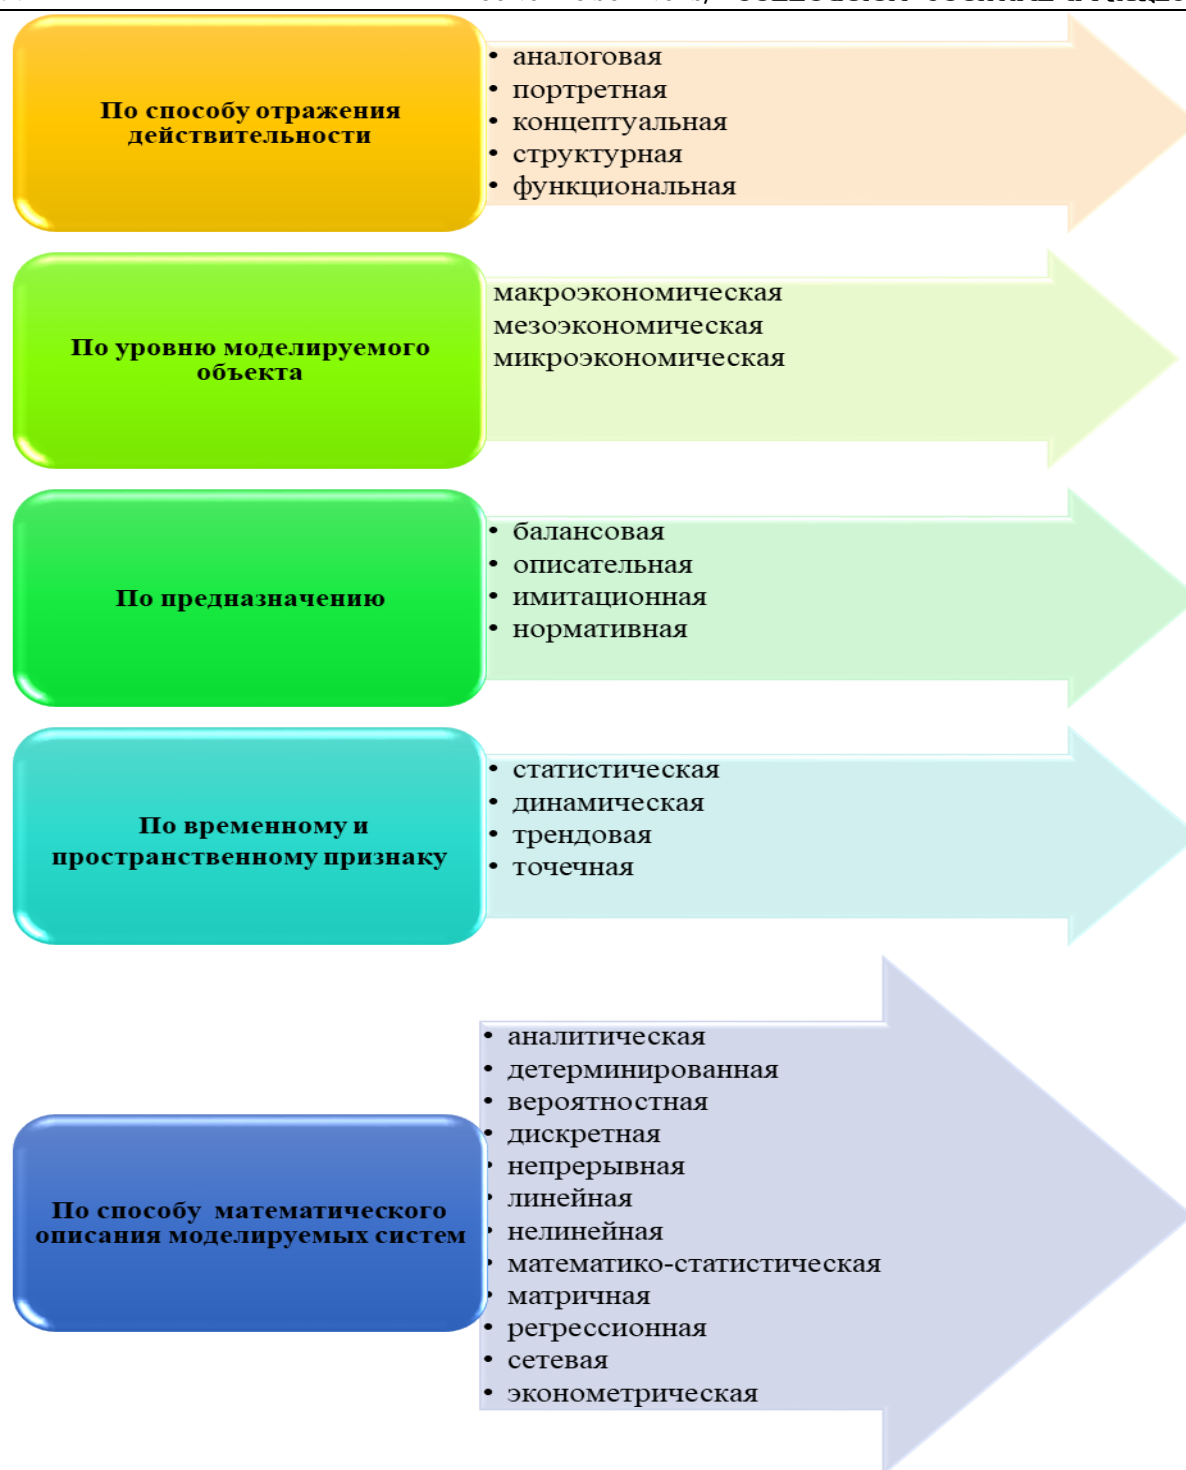 По способу отражения
действительности
• аналоговая
• портретная
• концептуальная
• структурная
• функциональная
По уровню моделируемого
объекта
макроэкономическая
мезоэкономическая
микроэкономическая
По предназначению
• балансовая
• описательная
• имитационная
• нормативная
По временному и
пространственному признаку
• статистическая
• динамическая
• трендовая
• точечная
По способу математического
описания моделируемых систем
• аналитическая
• детерминированная
• вероятностная
• дискретная
• непрерывная
• линейная
• нелинейная
• математико-статистическая
• матричная
• регрессионная
• сетевая
• эконометрическая